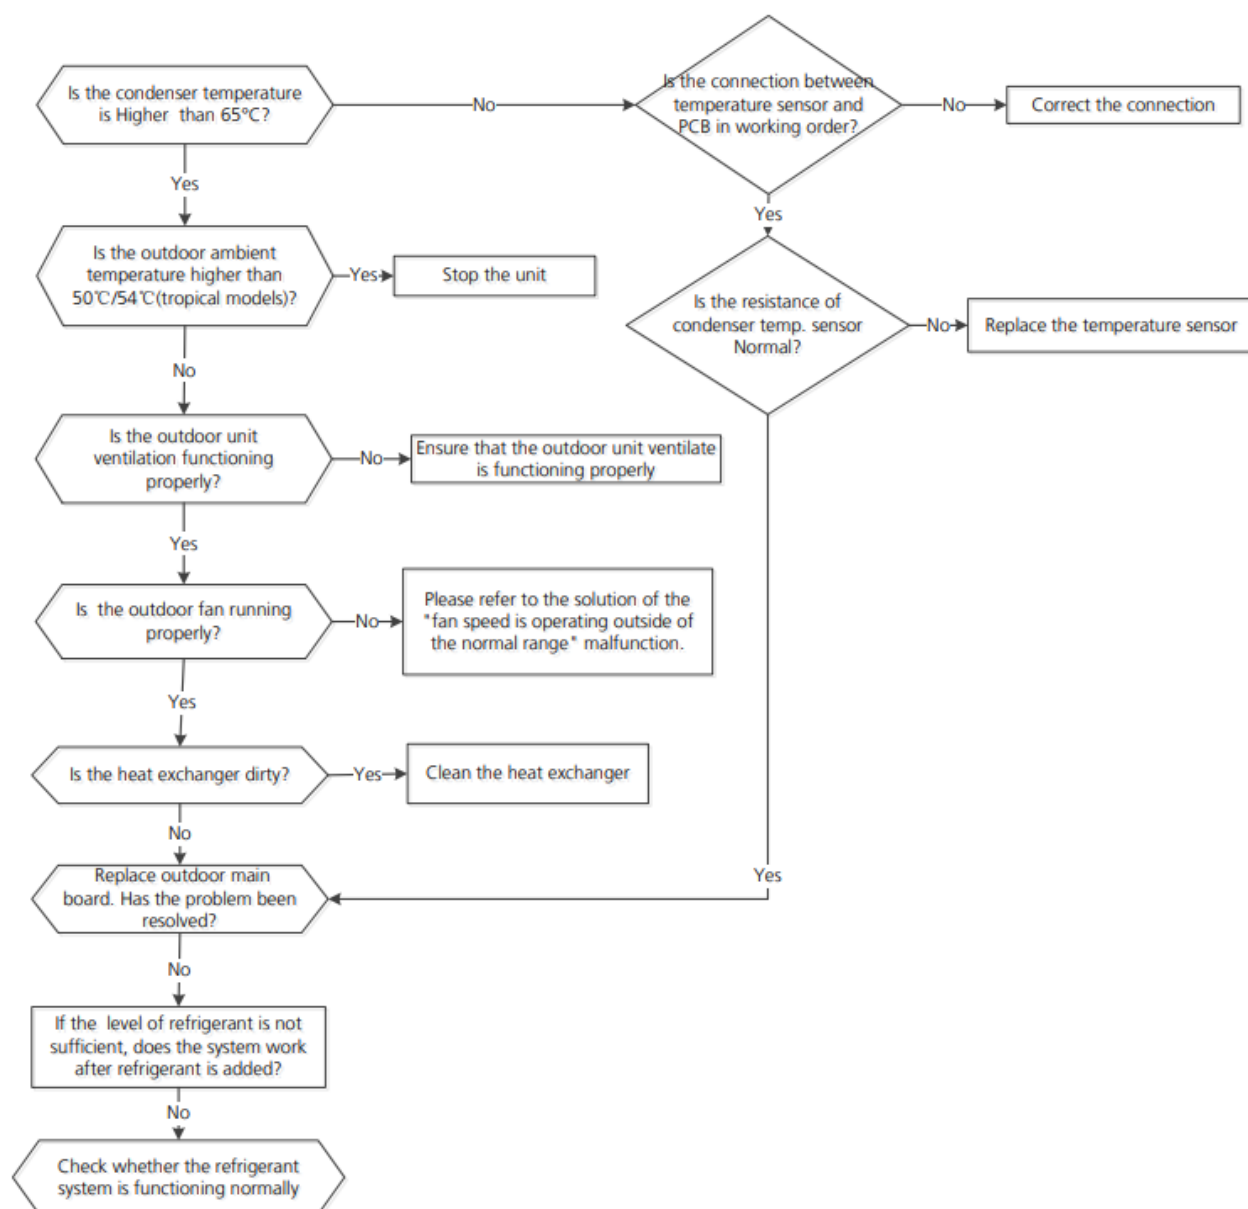 Is the condenser temperature
is Higher than 65°C?
No
Is the connection between
temperature sensor and
PCB in working order?
No
Correct the connection
Yes
Yes
Is the outdoor ambient
temperature higher than
50℃/54℃(tropical models)?
Yes
Stop the unit
Is the resistance of
condenser temp. sensor
Normal?
No
Replace the temperature sensor
No
Is the outdoor unit
ventilation functioning
properly?
No
Ensure that the outdoor unit ventilate
is functioning properly
Yes
Is the outdoor fan running
properly?
No
Please refer to the solution of the
"fan speed is operating outside of
the normal range" malfunction.
Yes
Is the heat exchanger dirty?
Yes
Clean the heat exchanger
No
Yes
Replace outdoor main
board. Has the problem been
resolved?
No
If the level of refrigerant is not
sufficient, does the system work
after refrigerant is added?
No
Check whether the refrigerant
system is functioning normally